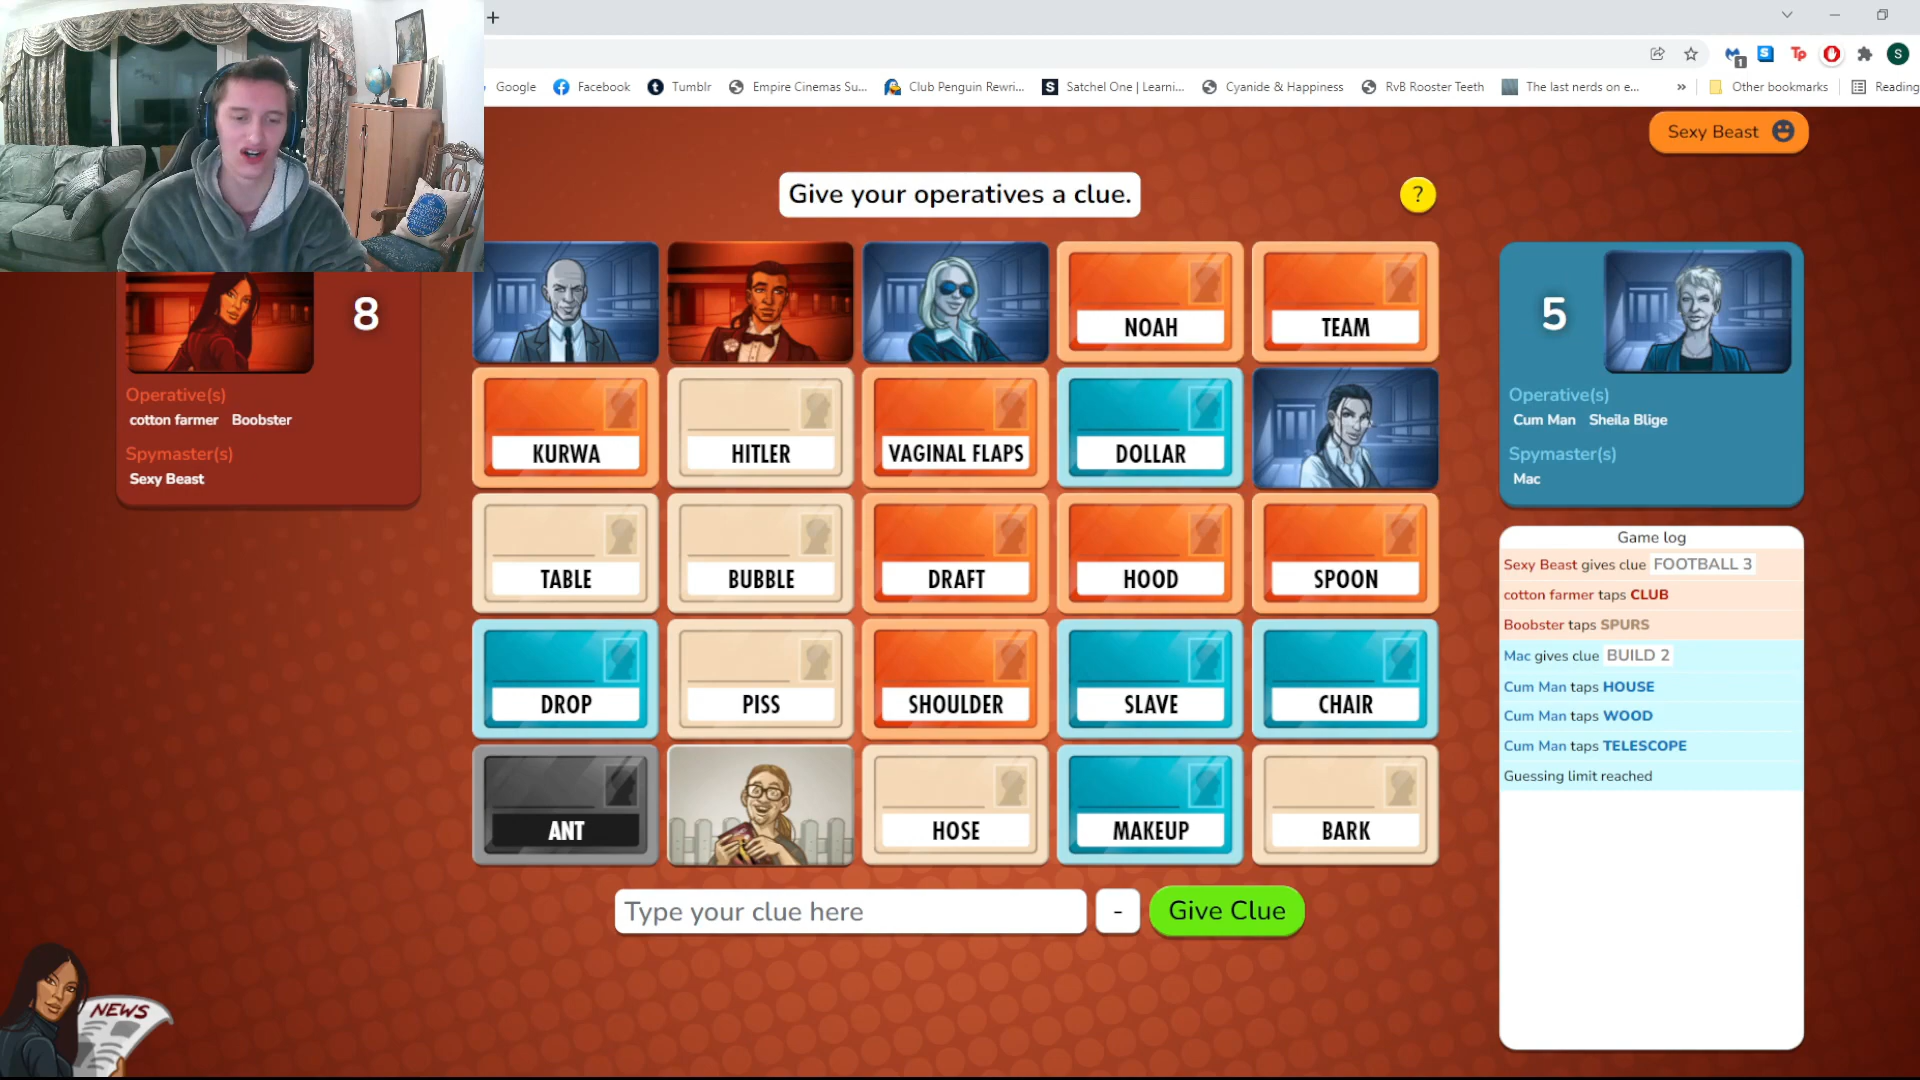 +
1
S
Google
Facebook
Tumblr
Empire Cinemas Su...
Club Penguin Rewri...
Satchel One | Learni...
Cyanide & Happiness
RvB Rooster Teeth
The last nerds on e...
»
Other bookmarks
Reading
Sexy Beast
Give your operatives a clue.
?
NOAH
TEAM
8
5
KURWA
HITLER
VAGINAL FLAPS
DOLLAR
Operative(s)
cotton farmer Boobster
Spymaster(s)
Sexy Beast
Operative(s)
Cum Man Sheila Blige
Spymaster(s)
Mac
TABLE
BUBBLE
DRAFT
HOOD
SPOON
DROP
PISS
SHOULDER
SLAVE
CHAIR
ANT
HOSE
MAKEUP
BARK
Game log
Sexy Beast gives clue FOOTBALL 3
cotton farmer taps CLUB
Boobster taps SPURS
Mac gives clue BUILD 2
Cum Man taps HOUSE
Cum Man taps WOOD
Cum Man taps TELESCOPE
Guessing limit reached
Type your clue here
-
Give Clue
NEWS